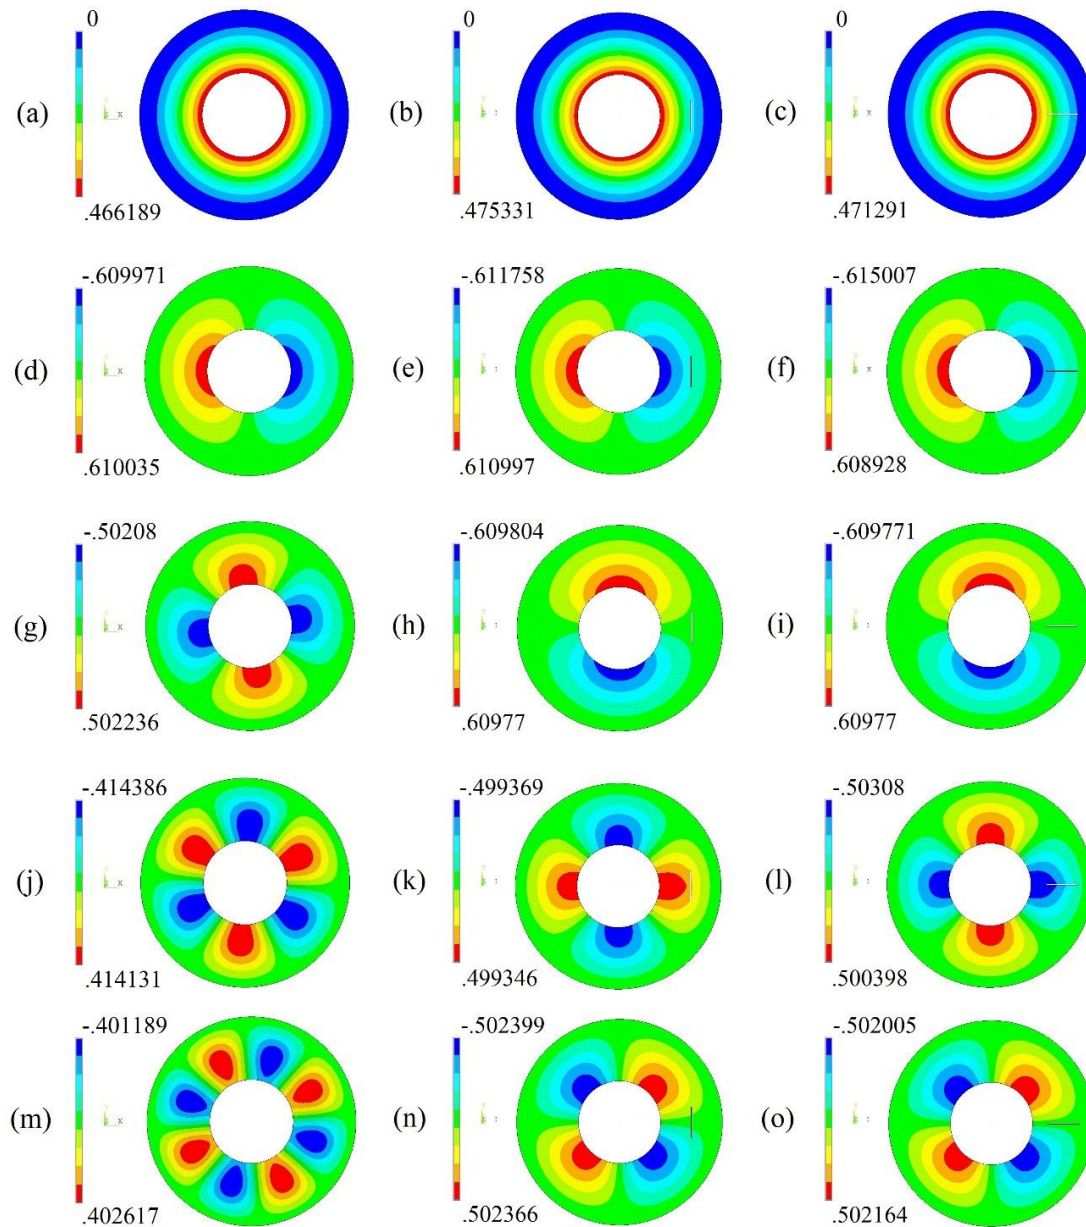 0 0 0
(a) X (b) (c)
.466189 .475331 .471291
-.609971 -.611758 -.615007
(d) X (e) (f)
.610035 .610997 .608928
-.50208 -.609804 -.609771
(g) X (h) (i)
.502236 .60977 .60977
-.414386 -.499369 -.50308
(j) X (k) (l)
.414131 .499346 .500398
-.401189 -.502399 -.502005
(m) X (n) (o)
.402617 .502366 .502164